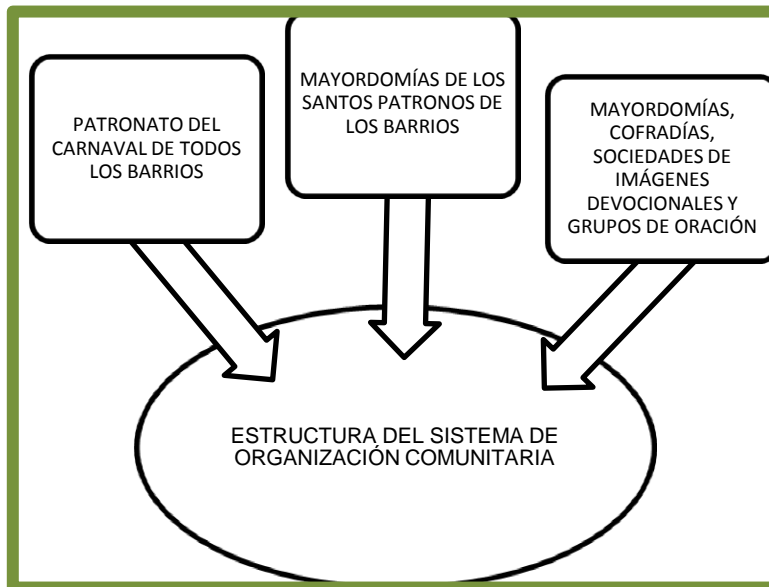 PATRONATO DEL
CARNAVAL DE TODOS
LOS BARRIOS
MAYORDOMÍAS DE LOS
SANTOS PATRONOS DE
LOS BARRIOS
MAYORDOMÍAS,
COFRADÍAS,
SOCIEDADES DE
IMÁGENES
DEVOCIONALES Y
GRUPOS DE ORACIÓN
ESTRUCTURA DEL SISTEMA DE
ORGANIZACIÓN COMUNITARIA